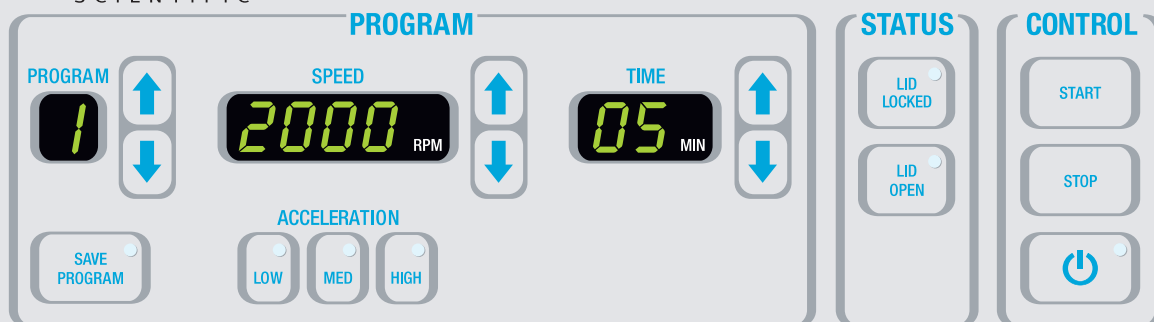 SCIENTIFIC
PROGRAM
STATUS
CONTROL
PROGRAM
SPEED
TIME
1
2000 RPM
05 MIN
LID
LOCKED
START
LID
OPEN
STOP
ACCELERATION
SAVE
PROGRAM
LOW
MED
HIGH